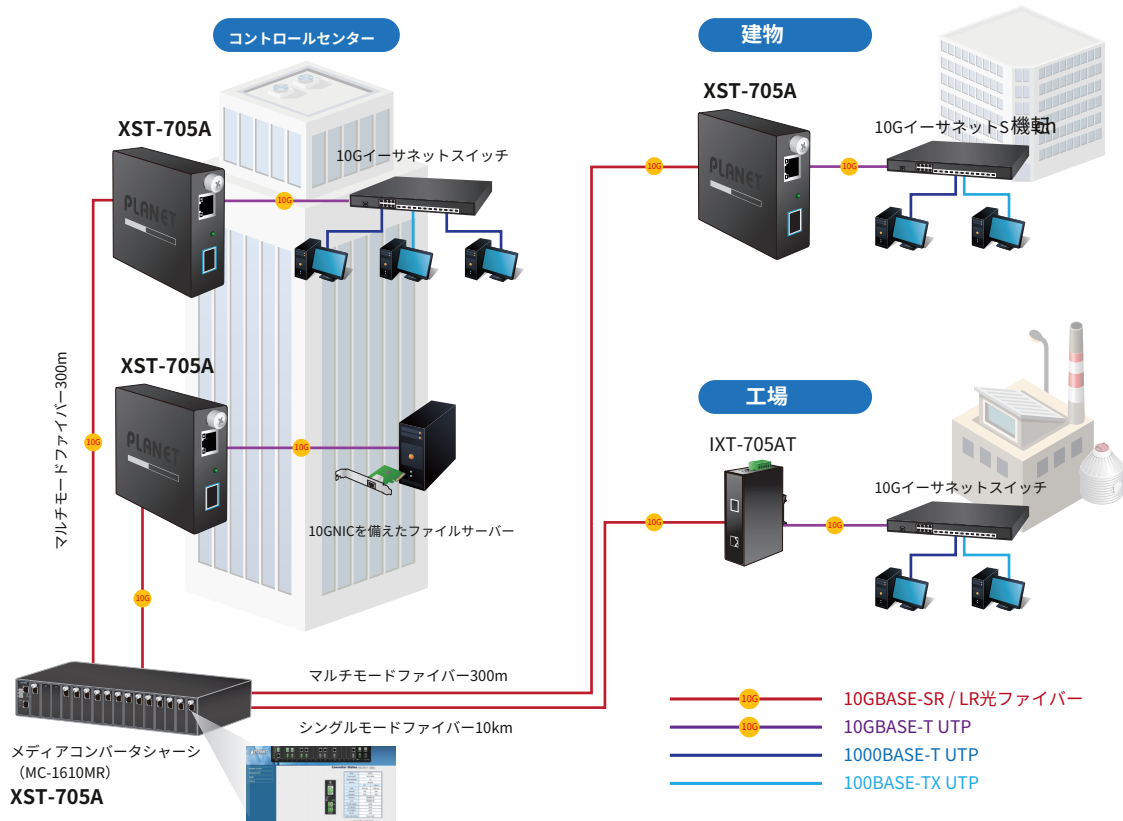 コントロールセンター
XST-705A
PLANET
10G
10Gイーサネットスイッチ
マルチモードファイバー300m
10G
XST-705A
PLANET
10G
10GNICを備えたファイルサーバー
10G
建物
XST-705A
10G
PLANET
10G
10GイーサネットS
工場
IXT-705AT
10G
10G
10Gイーサネットスイッチ
マルチモードファイバー300m
シングルモードファイバー10km
メディアコンバータシャーシ
（MC-1610MR）
XST-705A
PLANET
10G 10GBASE-SR / LR光ファイバー
10G 10GBASE-T UTP
1000BASE-T UTP
100BASE-TX UTP